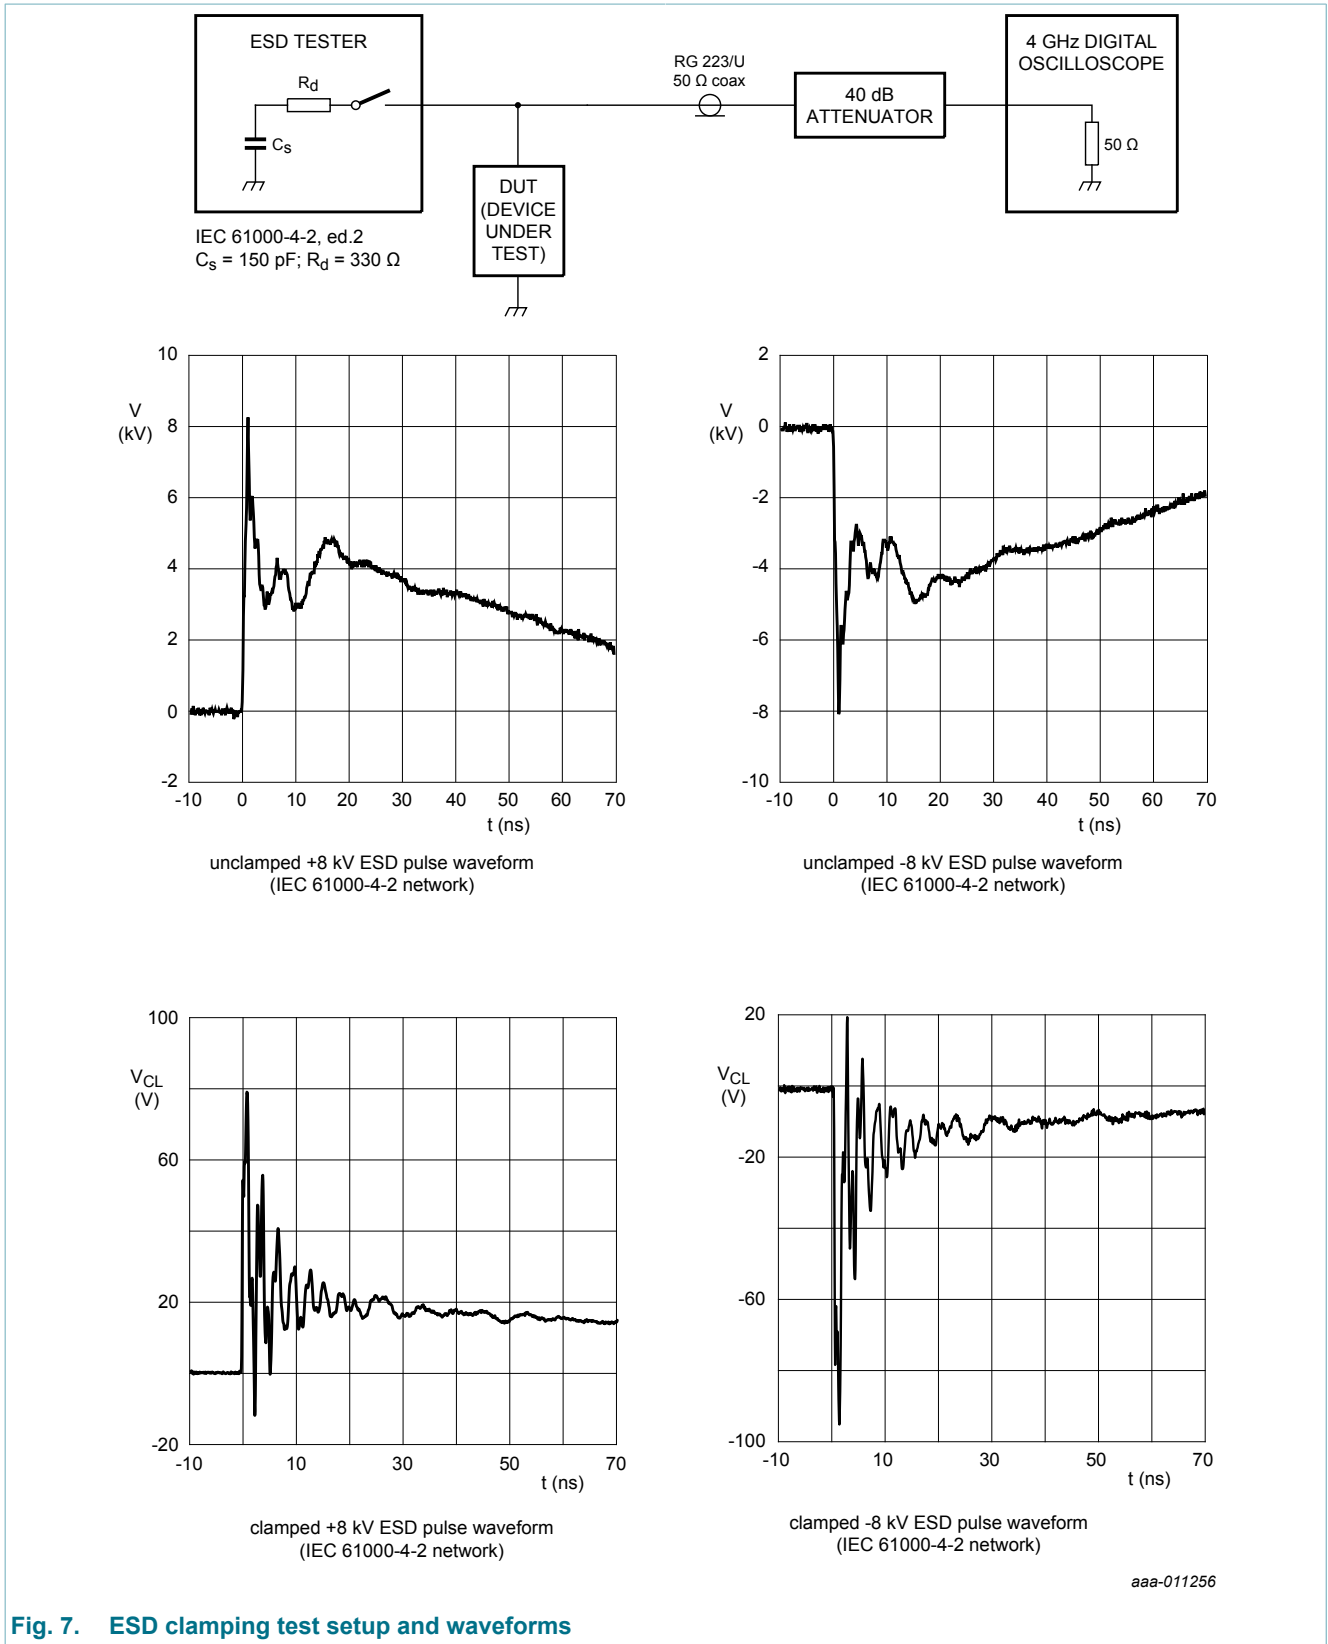 ESD TESTER
Rd
Cs
IEC 61000-4-2, ed.2
Cs = 150 pF; Rd = 330 Ω
DUT
(DEVICE
UNDER
TEST)
RG 223/U
50 Ω coax
40 dB
ATTENUATOR
4 GHz DIGITAL
OSCILLOSCOPE
50 Ω
V
(kV)
10
8
6
4
2
0
-2
-10 0 10 20 30 40 50 60 70
t (ns)
unclamped +8 kV ESD pulse waveform
(IEC 61000-4-2 network)
V
(kV)
2
0
-2
-4
-6
-8
-10
-10 0 10 20 30 40 50 60 70
t (ns)
unclamped -8 kV ESD pulse waveform
(IEC 61000-4-2 network)
VCL
(V)
100
60
20
-20
-10 10 30 50 70
t (ns)
clamped +8 kV ESD pulse waveform
(IEC 61000-4-2 network)
VCL
(V)
20
-20
-60
-100
-10 10 30 50 70
t (ns)
clamped -8 kV ESD pulse waveform
(IEC 61000-4-2 network)
aaa-011256
Fig. 7. ESD clamping test setup and waveforms